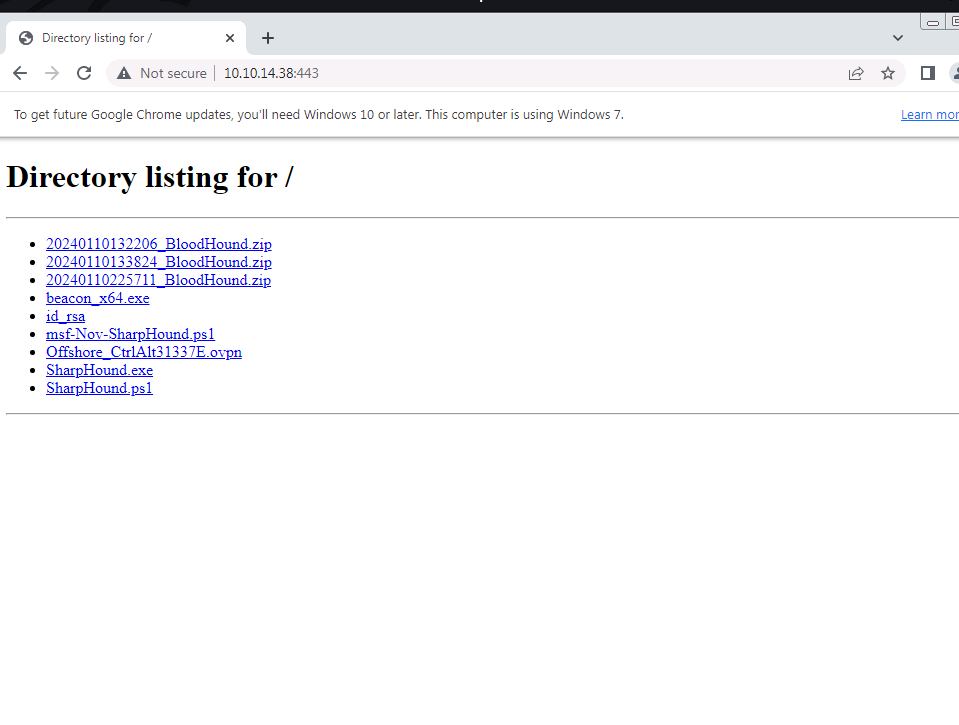 Directory listing for /
Not secure 10.10.14.38:443
To get future Google Chrome updates, you'll need Windows 10 or later. This computer is using Windows 7. Learn mor
Directory listing for /
20240110132206_BloodHound.zip
20240110133824_BloodHound.zip
20240110225711_BloodHound.zip
beacon_x64.exe
id_rsa
msf-Nov-SharpHound.ps1
Offshore_CtrlAlt31337E.ovpn
SharpHound.exe
SharpHound.ps1